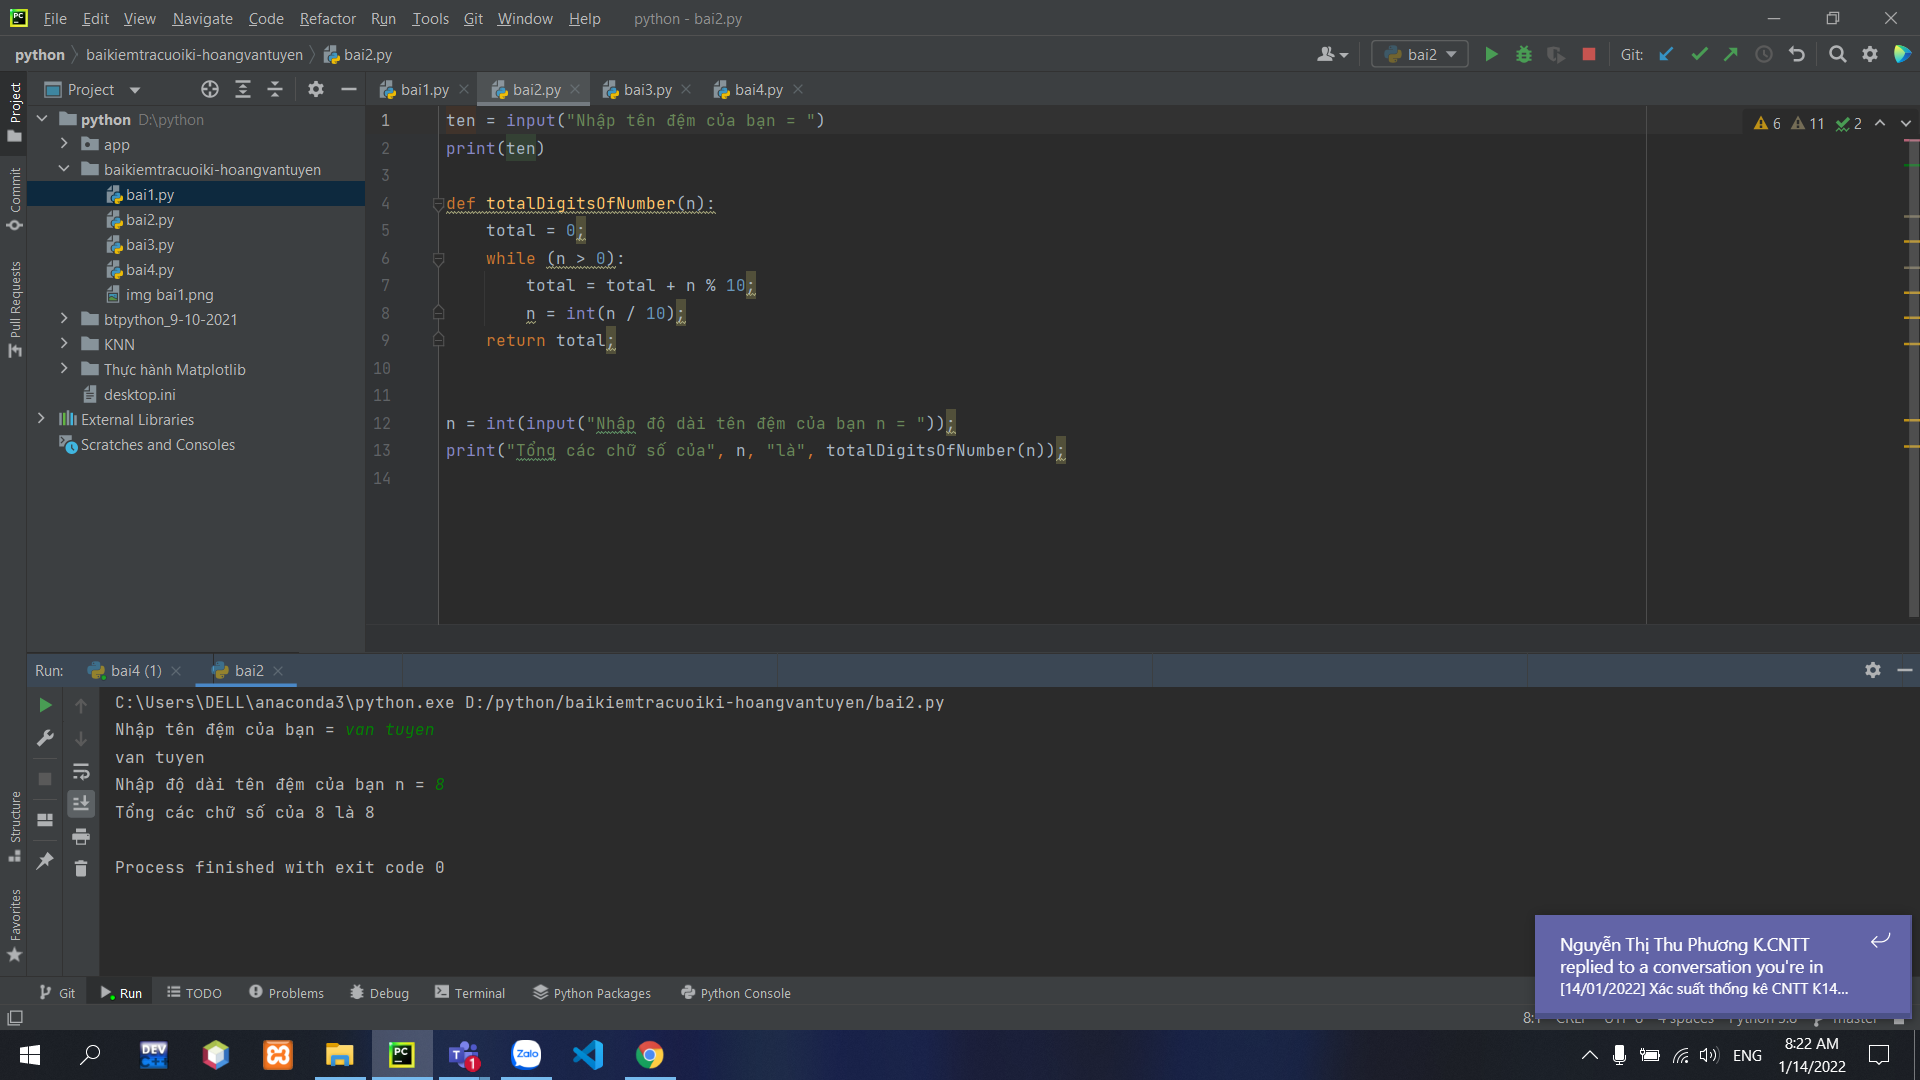 File Edit View Navigate Code Refactor Run Tools Git Window Help python - bai2.py
python baikiemtracuoiki-hoangvantuyen bai2.py
bai2 Git:
Project
bai1.py bai2.py bai3.py bai4.py
python D:\python
app
baikiemtracuoiki-hoangvantuyen
bai1.py
bai2.py
bai3.py
bai4.py
img bai1.png
btpython_9-10-2021
KNN
Thực hành Matplotlib
desktop.ini
External Libraries
Scratches and Consoles
Project
Commit
Pull Requests
Structure
Favorites
6 11 2
1 ten = input("Nhập tên đệm của bạn = ")
2 print(ten)
3
4 def totalDigitsOfNumber(n):
5 total = 0;
6 while (n > 0):
7 total = total + n % 10;
8 n = int(n / 10);
9 return total;
10
11
12 n = int(input("Nhập độ dài tên đệm của bạn n = "));
13 print("Tổng các chữ số của", n, "là", totalDigitsOfNumber(n));
14
Run: bai4 (1) bai2
C:\Users\DELL\anaconda3\python.exe D:/python/baikiemtracuoiki-hoangvantuyen/bai2.py
Nhập tên đệm của bạn = van tuyen
van tuyen
Nhập độ dài tên đệm của bạn n = 8
Tổng các chữ số của 8 là 8
Process finished with exit code 0
Nguyễn Thị Thu Phương K.CNTT
replied to a conversation you're in
[14/01/2022] Xác suất thống kê CNTT K14...
Git Run TODO Problems Debug Terminal Python Packages Python Console
8:1 CRLF UTF-8 4 spaces Python 3.8 master
DEV C++
PC
T 1
Zalo
ENG
8:22 AM
1/14/2022